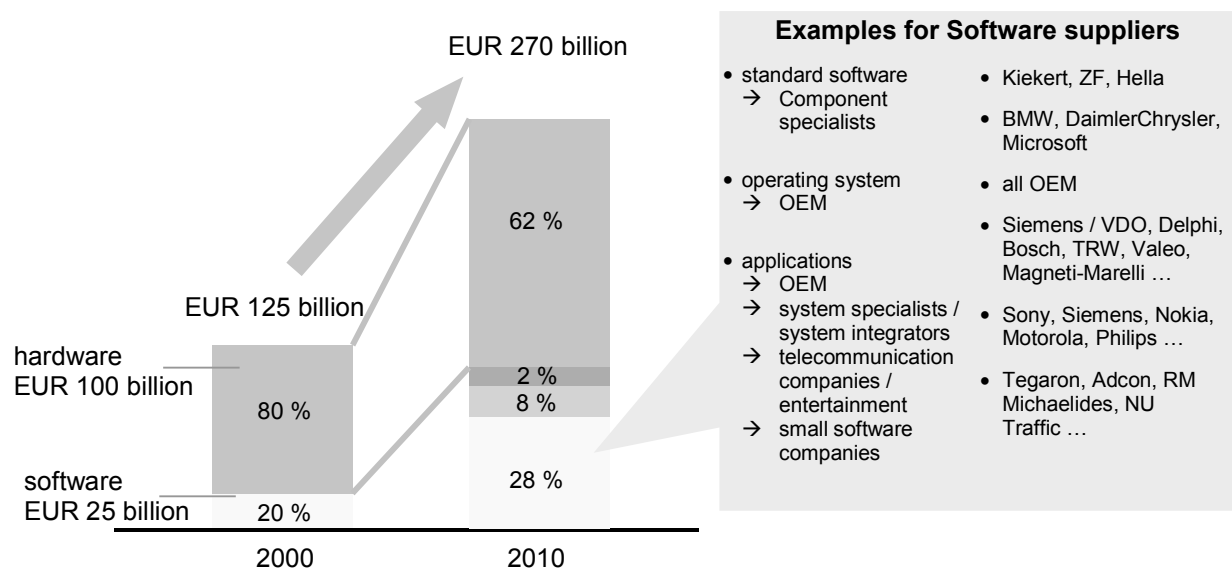 EUR 270 billion
EUR 125 billion
hardware
EUR 100 billion
80 %
software
EUR 25 billion
20 %
62 %
2 %
8 %
28 %
2000
2010
Examples for Software suppliers
• standard software
→ Component
specialists
• operating system
→ OEM
• applications
→ OEM
→ system specialists /
system integrators
→ telecommunication
companies /
entertainment
→ small software
companies
• Kiekert, ZF, Hella
• BMW, DaimlerChrysler,
Microsoft
• all OEM
• Siemens / VDO, Delphi,
Bosch, TRW, Valeo,
Magneti-Marelli …
• Sony, Siemens, Nokia,
Motorola, Philips …
• Tegaron, Adcon, RM
Michaelides, NU
Traffic …